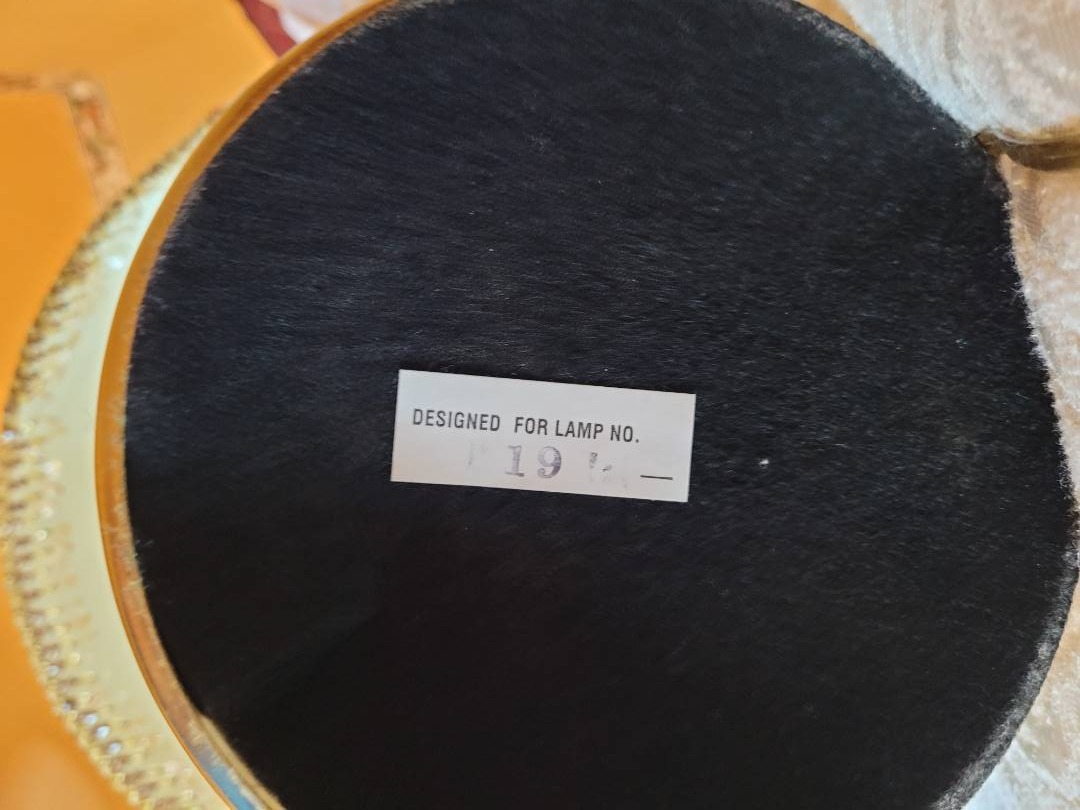 DESIGNED FOR LAMP NO.
19 —